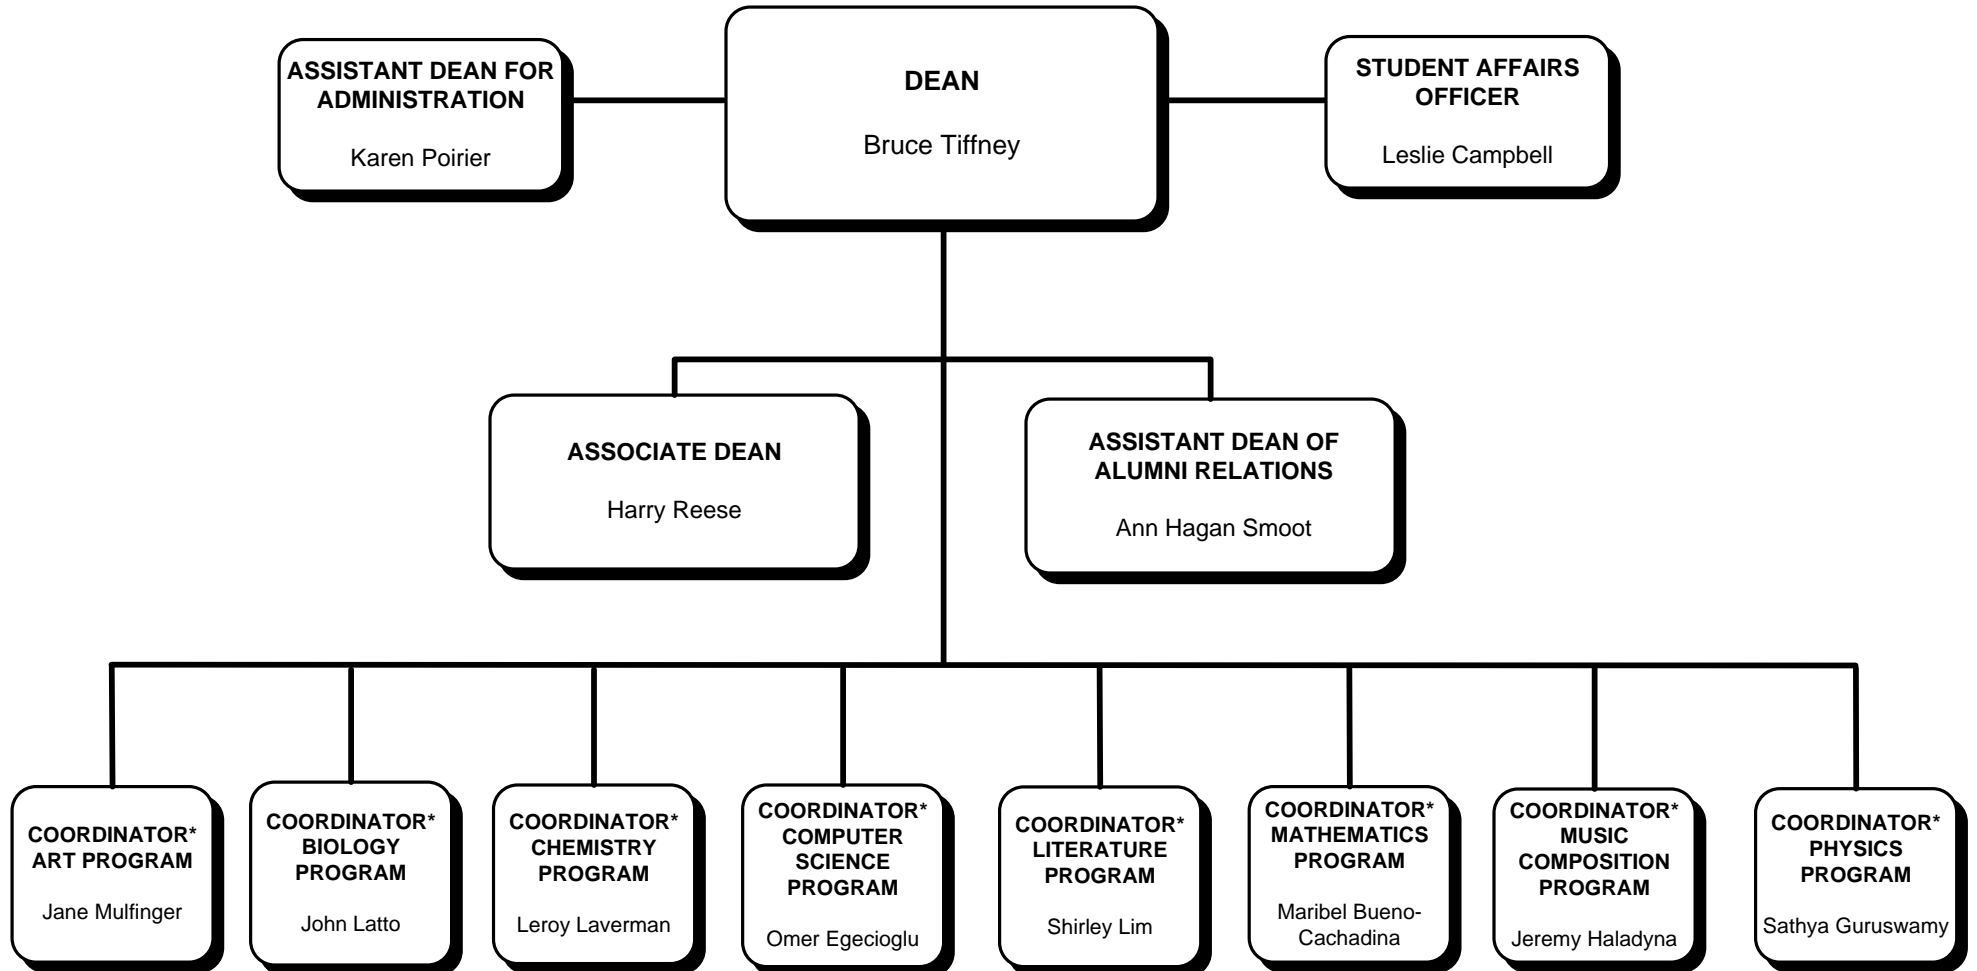 ASSISTANT DEAN FOR
ADMINISTRATION
Karen Poirier
DEAN
Bruce Tiffney
STUDENT AFFAIRS
OFFICER
Leslie Campbell
ASSOCIATE DEAN
Harry Reese
ASSISTANT DEAN OF
ALUMNI RELATIONS
Ann Hagan Smoot
COORDINATOR*
ART PROGRAM
Jane Mulfinger
COORDINATOR*
BIOLOGY
PROGRAM
John Latto
COORDINATOR*
CHEMISTRY
PROGRAM
Leroy Laverman
COORDINATOR*
COMPUTER
SCIENCE
PROGRAM
Omer Egecioglu
COORDINATOR*
LITERATURE
PROGRAM
Shirley Lim
COORDINATOR*
MATHEMATICS
PROGRAM
Maribel Bueno-
Cachadina
COORDINATOR*
MUSIC
COMPOSITION
PROGRAM
Jeremy Haladyna
COORDINATOR*
PHYSICS
PROGRAM
Sathya Guruswamy